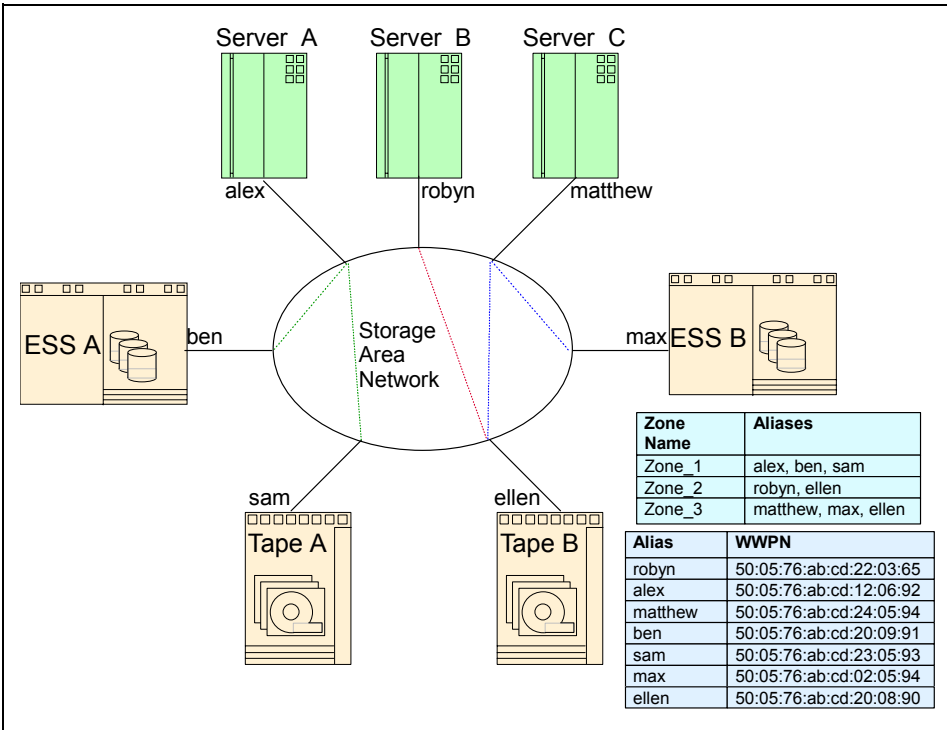 Server A
Server B
Server C
alex
robyn
matthew
ESS A
ben
Storage
Area
Network
max
ESS B
sam
ellen
Tape A
Tape B
Zone Name Aliases
Zone_1 alex, ben, sam
Zone_2 robyn, ellen
Zone_3 matthew, max, ellen
Alias WWPN
robyn 50:05:76:ab:cd:22:03:65
alex 50:05:76:ab:cd:12:06:92
matthew 50:05:76:ab:cd:24:05:94
ben 50:05:76:ab:cd:20:09:91
sam 50:05:76:ab:cd:23:05:93
max 50:05:76:ab:cd:02:05:94
ellen 50:05:76:ab:cd:20:08:90